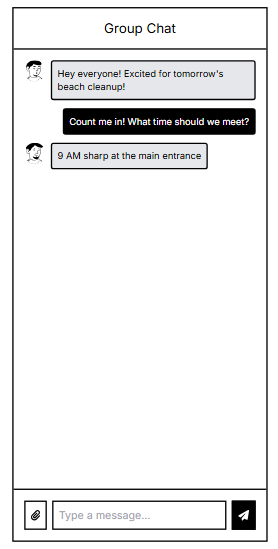 Group Chat
Hey everyone! Excited for tomorrow's
beach cleanup!
Count me in! What time should we meet?
9 AM sharp at the main entrance
Type a message...